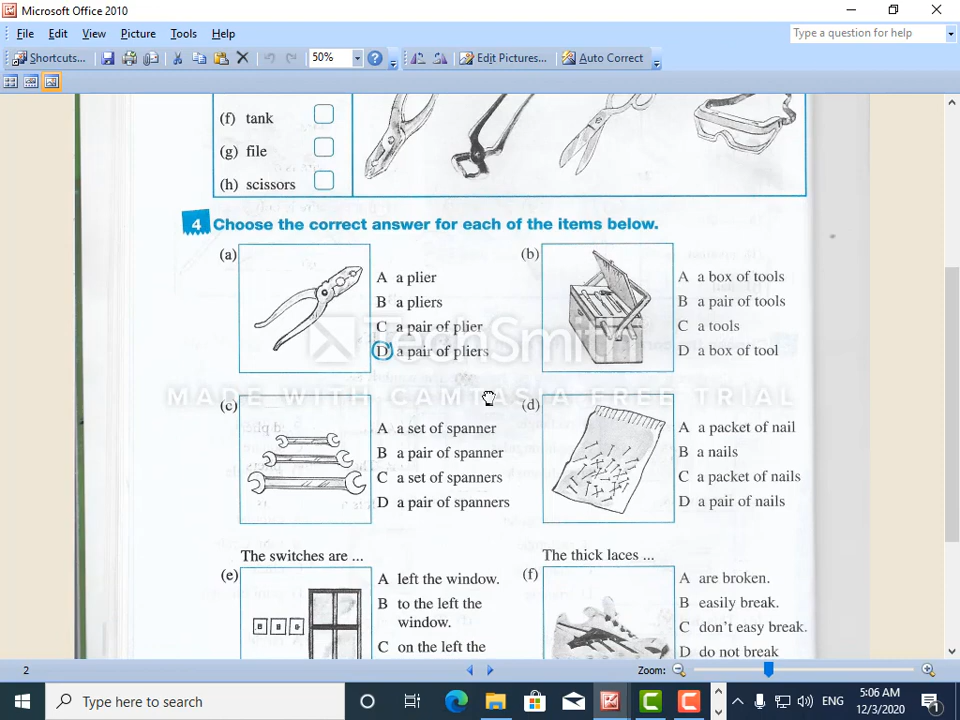 Microsoft Office 2010
File Edit View Picture Tools Help
Type a question for help
Shortcuts...
50%
Edit Pictures...
Auto Correct
(f) tank
(g) file
(h) scissors
4 Choose the correct answer for each of the items below.
(a)
A a plier
B a pliers
C a pair of plier
D a pair of pliers
(b)
A a box of tools
B a pair of tools
C a tools
D a box of tool
TechSmith
MADE WITH CAMTASIA FREE TRIAL
(c)
A a set of spanner
B a pair of spanner
C a set of spanners
D a pair of spanners
(d)
A a packet of nail
B a nails
C a packet of nails
D a pair of nails
The switches are ...
(e)
A left the window.
B to the left the
window.
C on the left the
The thick laces ...
(f)
A are broken.
B easily break.
C don't easy break.
D do not break
2
Zoom:
Type here to search
ENG
5:06 AM
12/3/2020
1